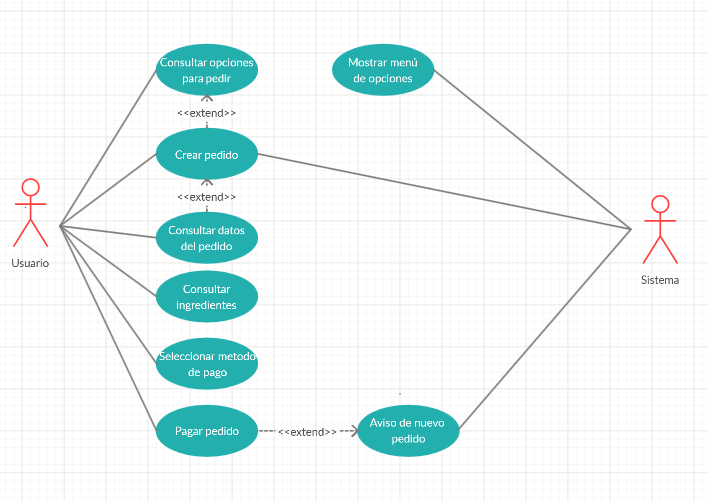 Consultar opciones
para pedir
Mostrar menú
de opciones
<<extend>>
Crear pedido
<<extend>>
Consultar datos
del pedido
Usuario
Sistema
Consultar
ingredientes
Seleccionar metodo
de pago
Pagar pedido
<<extend>>
Aviso de nuevo
pedido